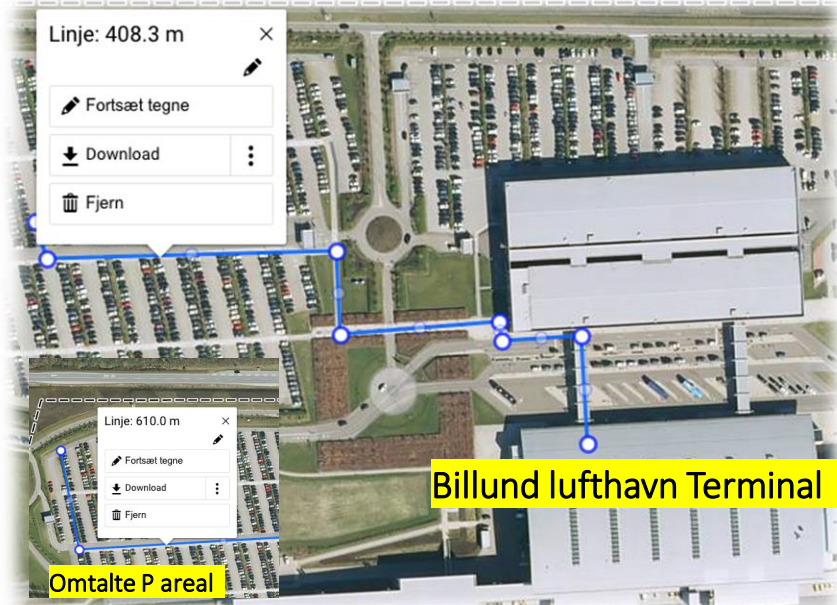 Linje: 408.3 m
Fortsæt tegne
Download
Fjern
Linje: 610.0 m
Fortsæt tegne
Download
Fjern
Billund lufthavn Terminal
Omtalte P areal